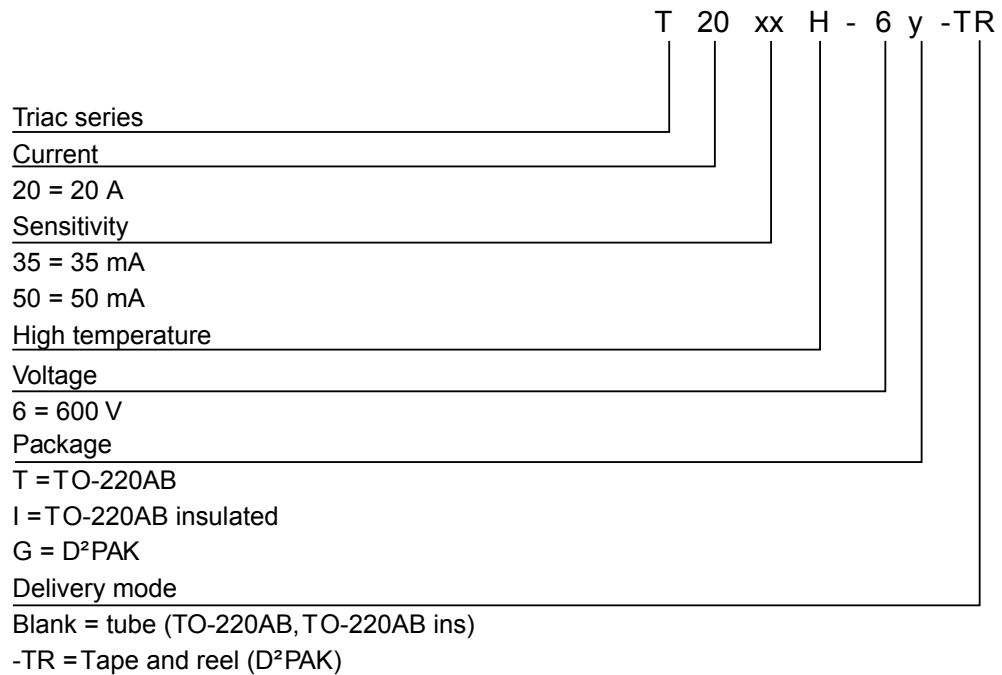 T 20 xx H - 6 y -TR
Triac series
Current
20 = 20 A
Sensitivity
35 = 35 mA
50 = 50 mA
High temperature
Voltage
6 = 600 V
Package
T = TO-220AB
I = TO-220AB insulated
G = D²PAK
Delivery mode
Blank = tube (TO-220AB, TO-220AB ins)
-TR = Tape and reel (D²PAK)